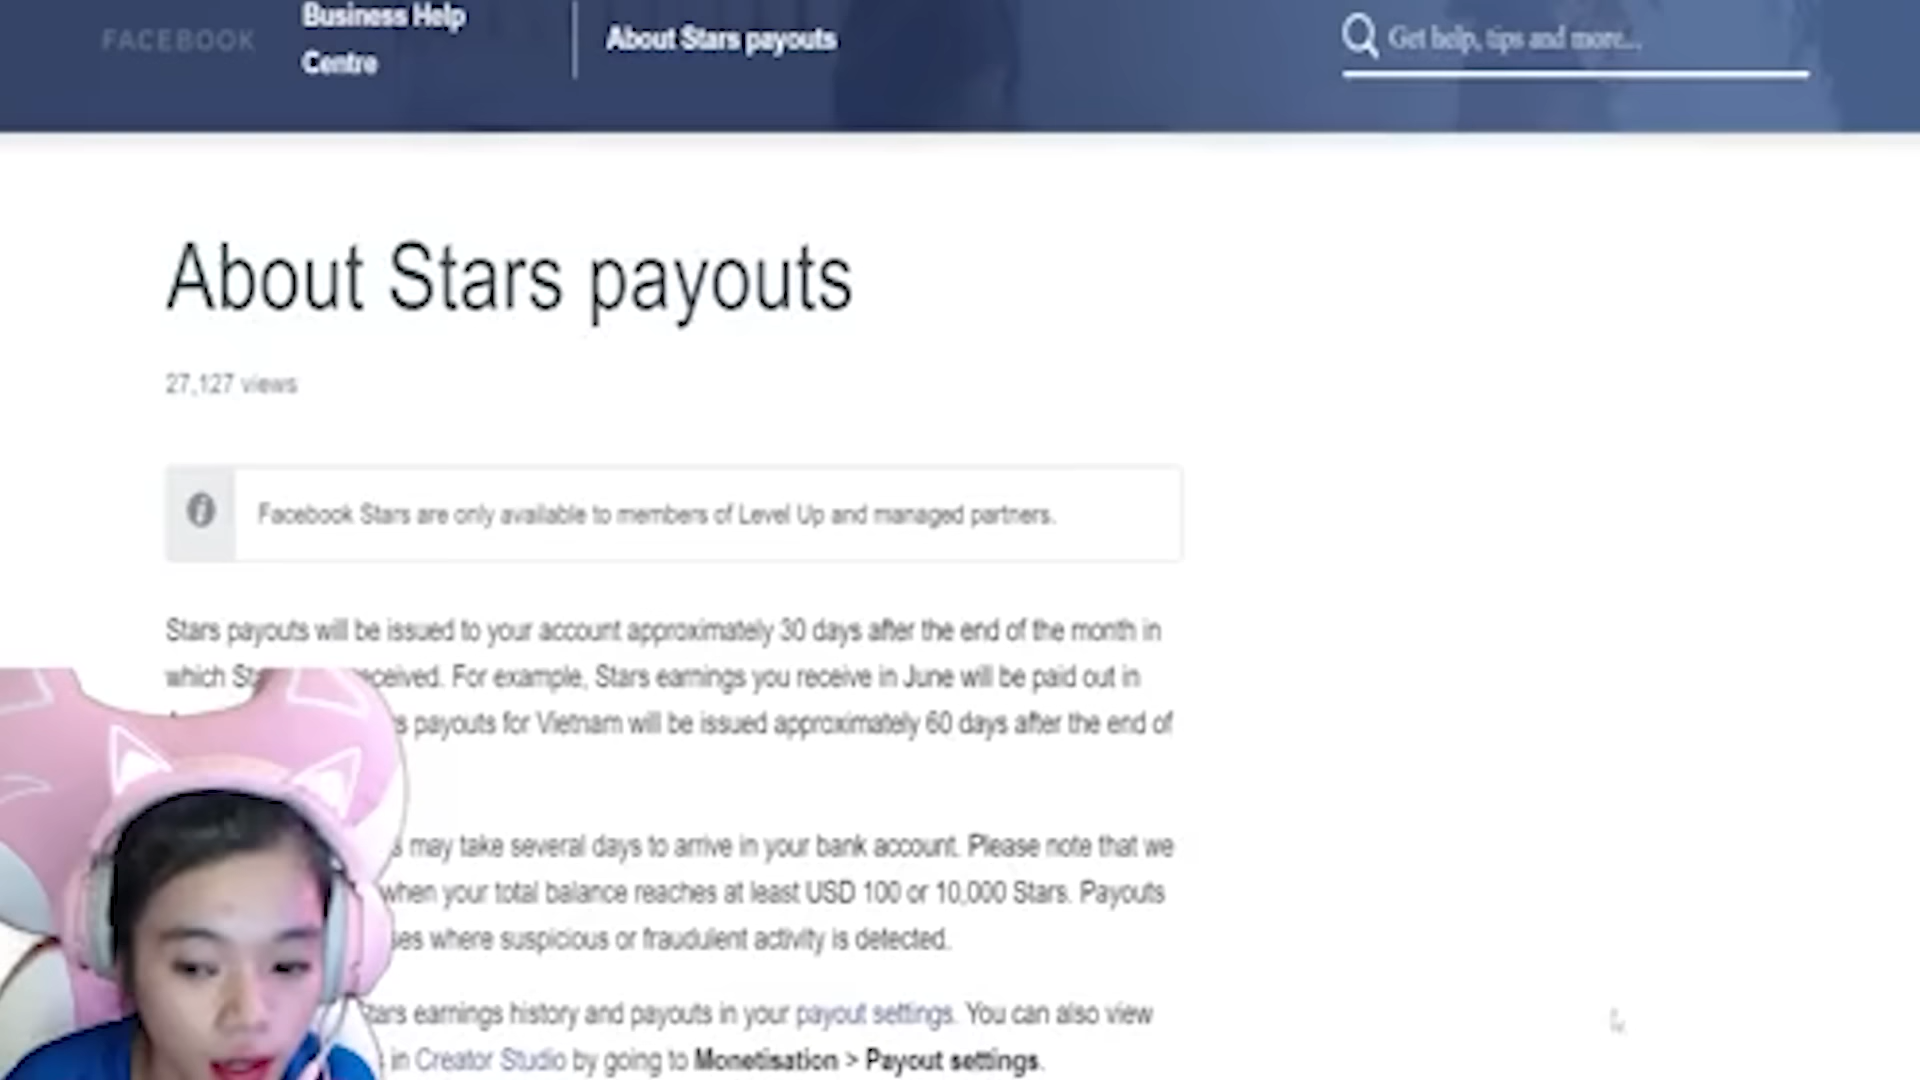 FACEBOOK
Business Help
Centre
About Stars payouts
Get help, tips and more...
About Stars payouts
27,127 views
Facebook Stars are only available to members of Level Up and managed partners.
Stars payouts will be issued to your account approximately 30 days after the end of the month in
which received. For example, Stars earnings you receive in June will be paid out in
payouts for Vietnam will be issued approximately 60 days after the end of
may take several days to arrive in your bank account. Please note that we
when your total balance reaches at least USD 100 or 10,000 Stars. Payouts
where suspicious or fraudulent activity is detected.
earnings history and payouts in your payout settings. You can also view
in Creator Studio by going to Monetisation > Payout settings.